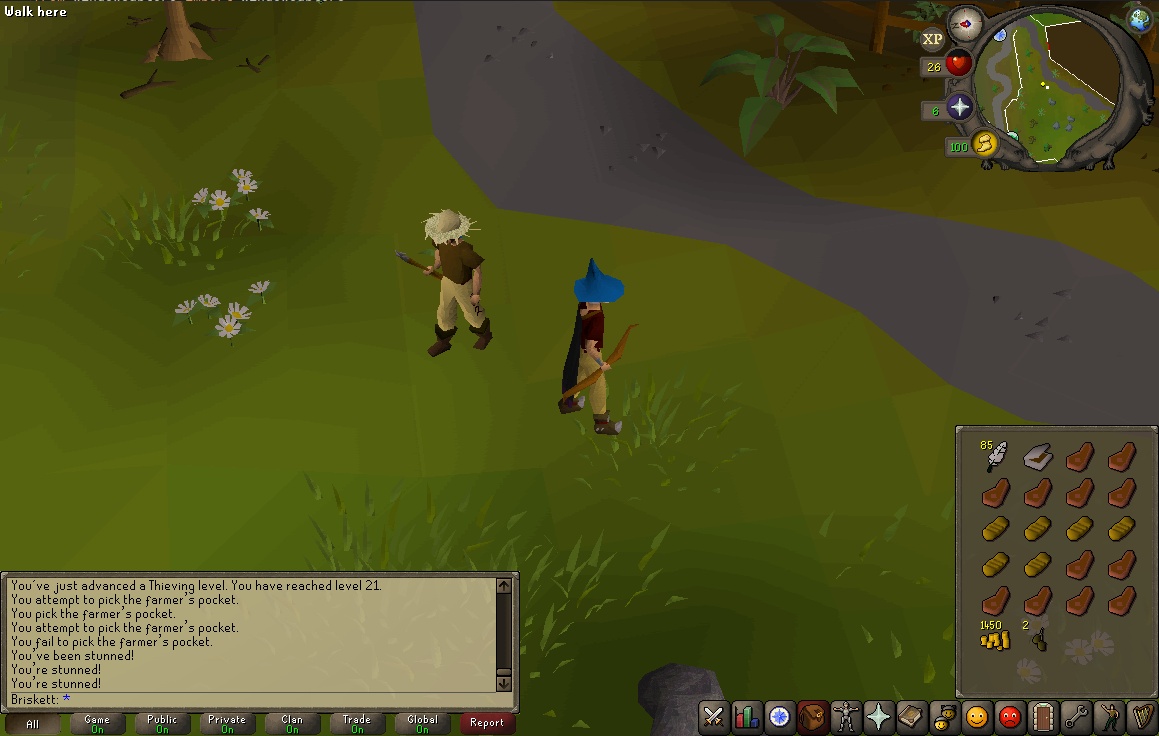 Walk here
XP
26
6
100
85
1450
2
You've just advanced a Thieving level. You have reached level 21.
You attempt to pick the farmer's pocket.
You pick the farmer's pocket.
You attempt to pick the farmer's pocket.
You fail to pick the farmer's pocket.
You've been stunned!
You're stunned!
You're stunned!
Briskett: *
All
Game
On
Public
On
Private
On
Clan
On
Trade
On
Global
On
Report